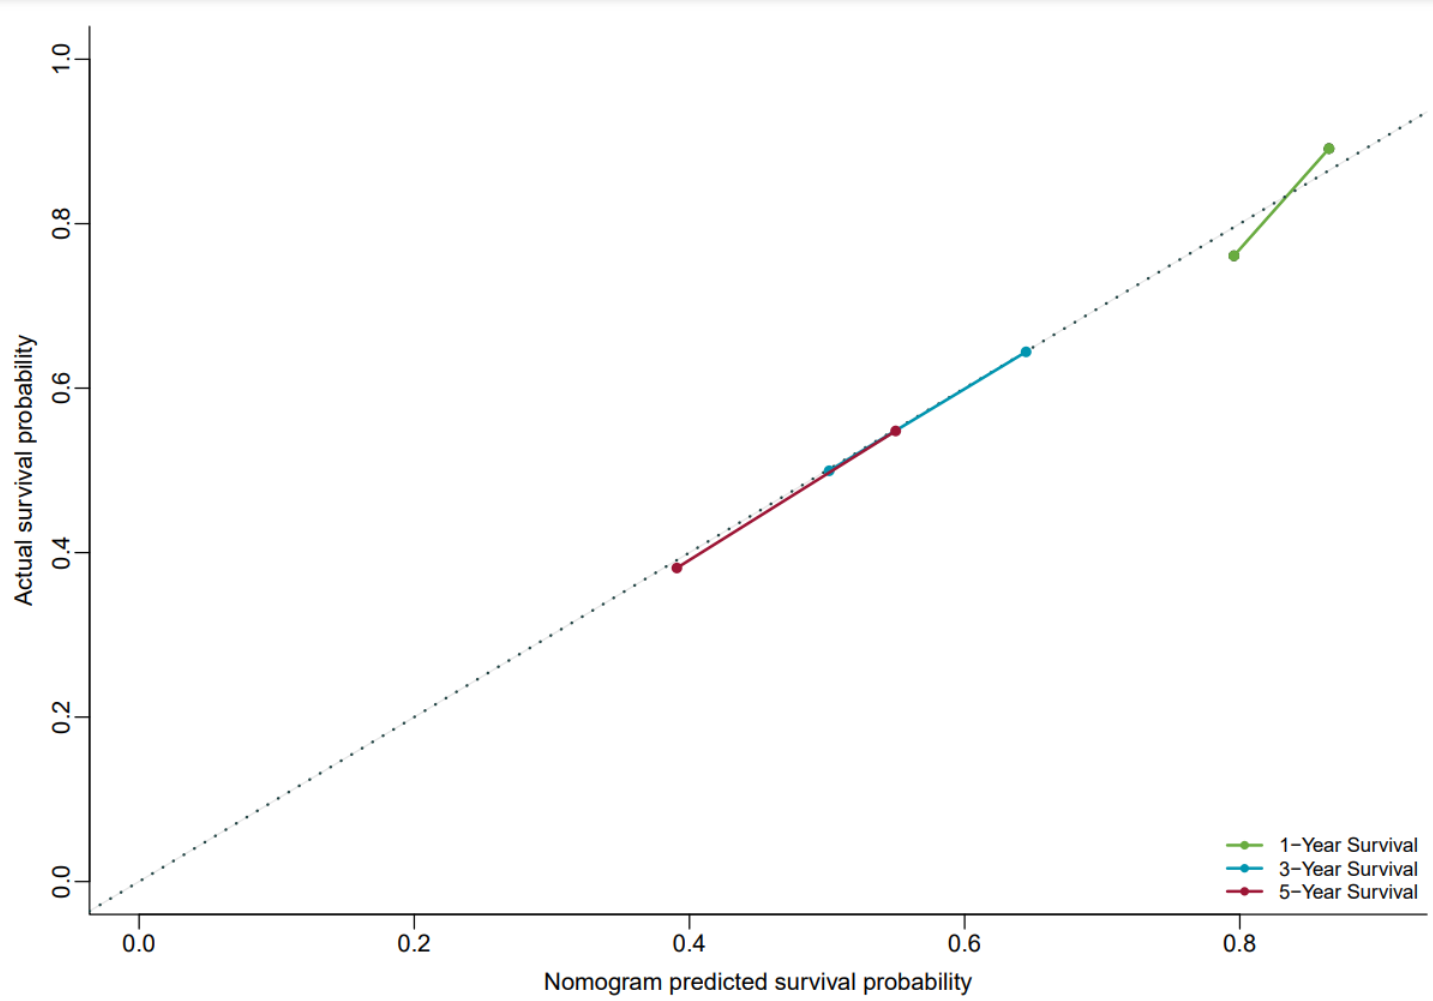 1.0
0.8
0.6
0.4
0.2
0.0
Actual survival probability
0.0 0.2 0.4 0.6 0.8
Nomogram predicted survival probability
1−Year Survival
3−Year Survival
5−Year Survival